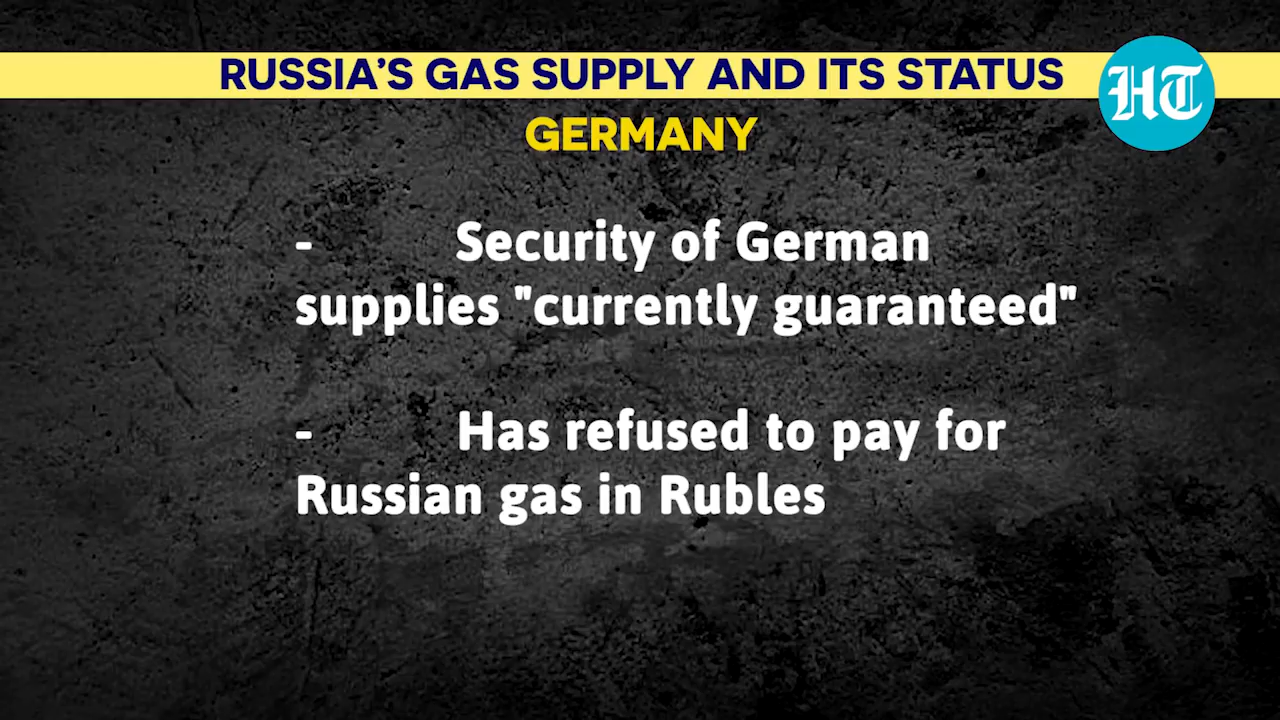 RUSSIA'S GAS SUPPLY AND ITS STATUS
HT
GERMANY
- Security of German
supplies "currently guaranteed"
- Has refused to pay for
Russian gas in Rubles